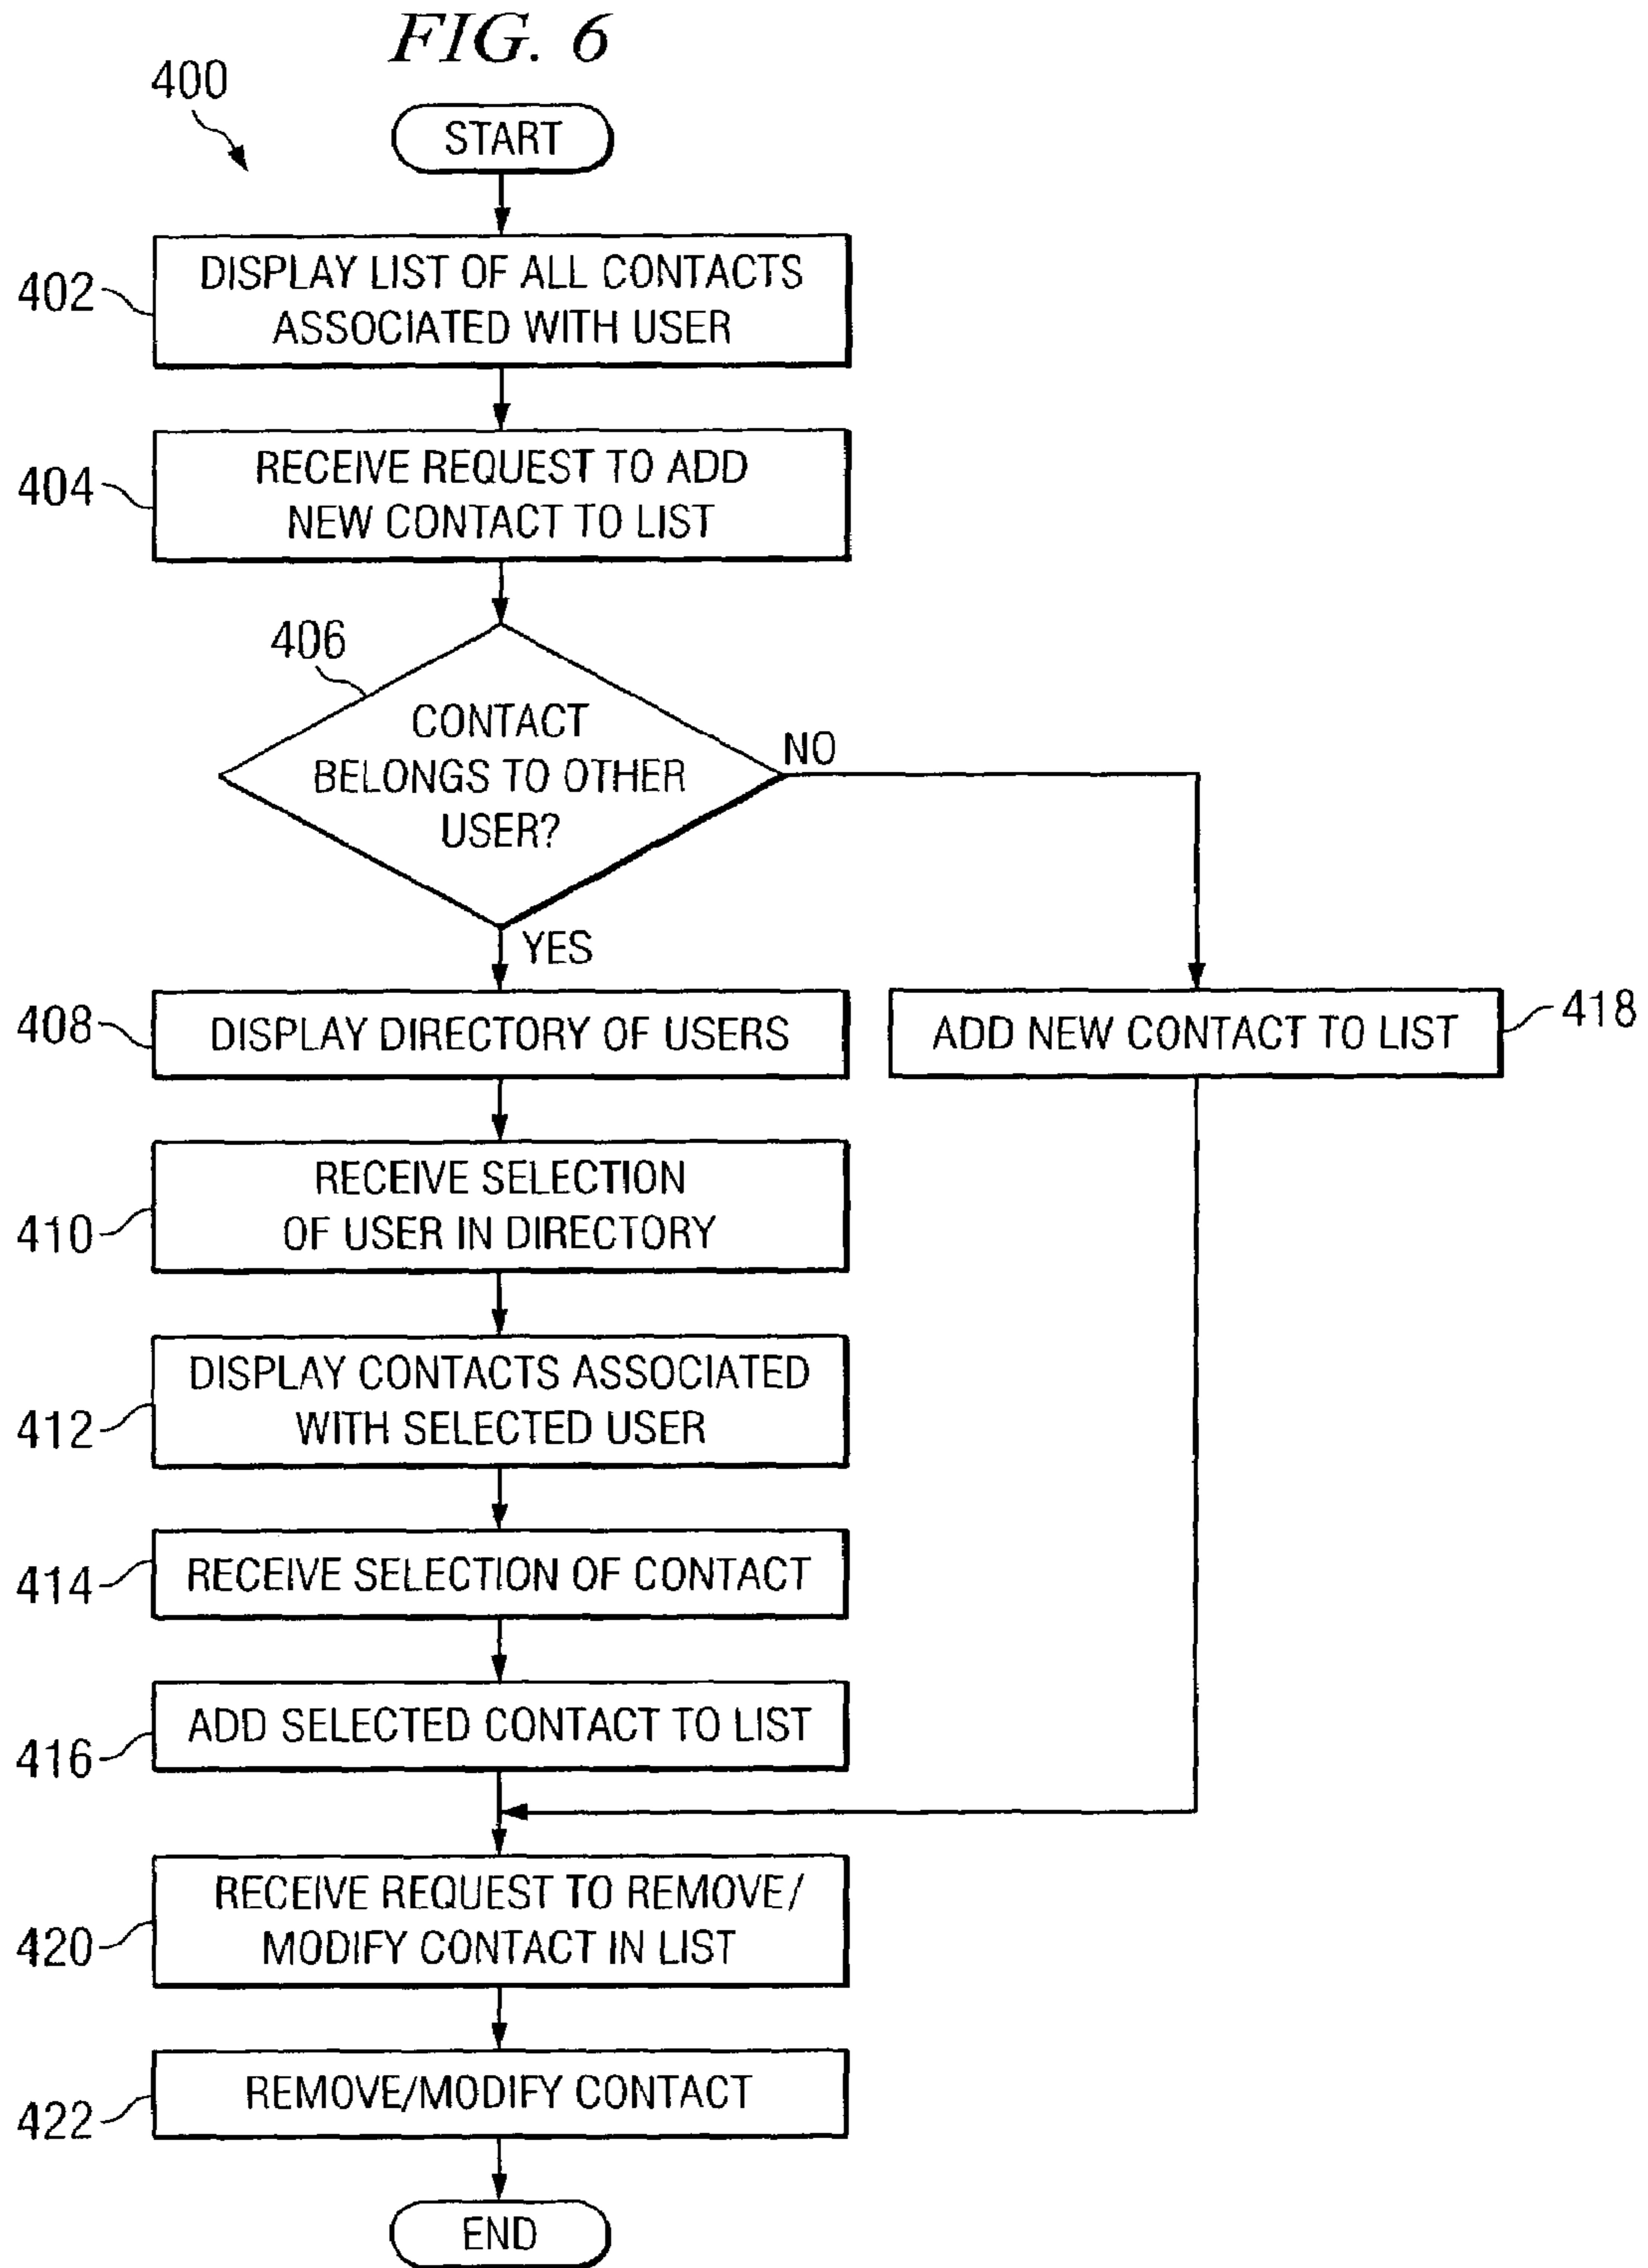 FIG. 6
400
START
402
DISPLAY LIST OF ALL CONTACTS
ASSOCIATED WITH USER
404
RECEIVE REQUEST TO ADD
NEW CONTACT TO LIST
406
CONTACT
BELONGS TO OTHER
USER?
NO
YES
408
DISPLAY DIRECTORY OF USERS
ADD NEW CONTACT TO LIST
418
410
RECEIVE SELECTION
OF USER IN DIRECTORY
412
DISPLAY CONTACTS ASSOCIATED
WITH SELECTED USER
414
RECEIVE SELECTION OF CONTACT
416
ADD SELECTED CONTACT TO LIST
420
RECEIVE REQUEST TO REMOVE/
MODIFY CONTACT IN LIST
422
REMOVE/MODIFY CONTACT
END